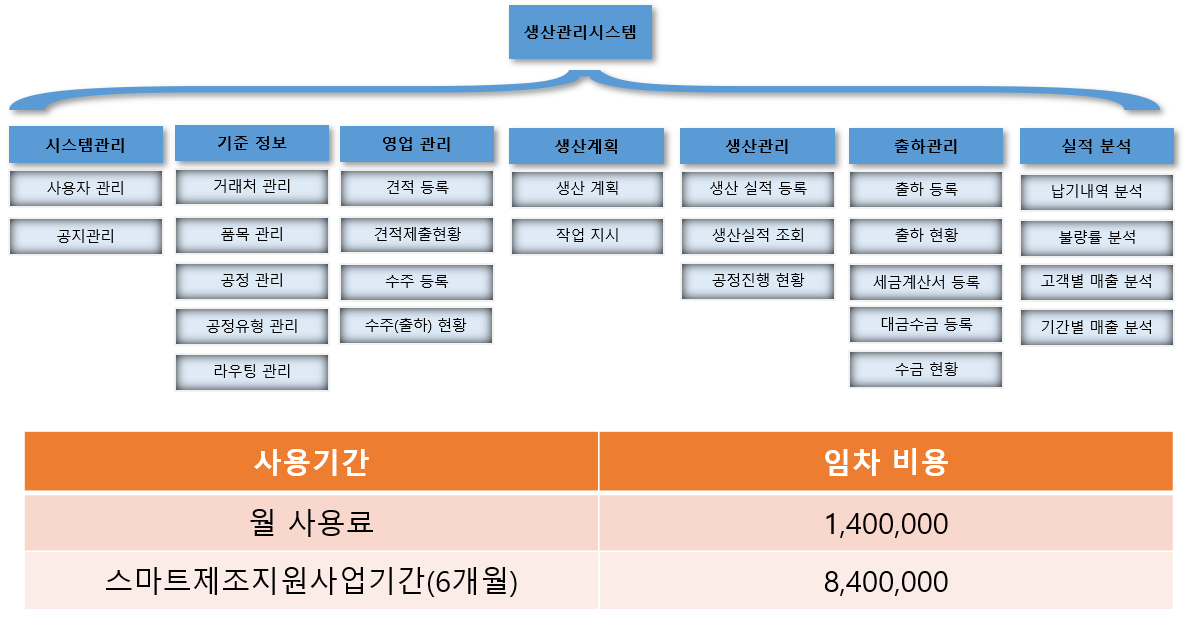 생산관리시스템
시스템관리
사용자 관리
공지관리
기준 정보
거래처 관리
품목 관리
공정 관리
공정유형 관리
라우팅 관리
영업 관리
견적 등록
견적제출현황
수주 등록
수주(출하) 현황
생산계획
생산 계획
작업 지시
생산관리
생산 실적 등록
생산실적 조회
공정진행 현황
출하관리
출하 등록
출하 현황
세금계산서 등록
대금수금 등록
수금 현황
실적 분석
납기내역 분석
불량률 분석
고객별 매출 분석
기간별 매출 분석
사용기간 임차 비용
월 사용료 1,400,000
스마트제조지원사업기간(6개월) 8,400,000